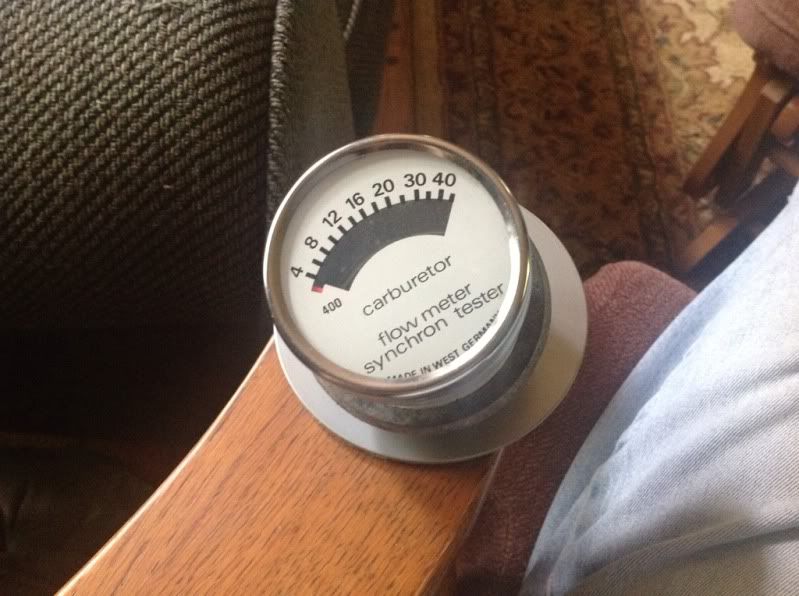 4 8 12 16 20 30 40
400
carburetor
flow meter
synchron tester
MADE IN WEST GERMANY